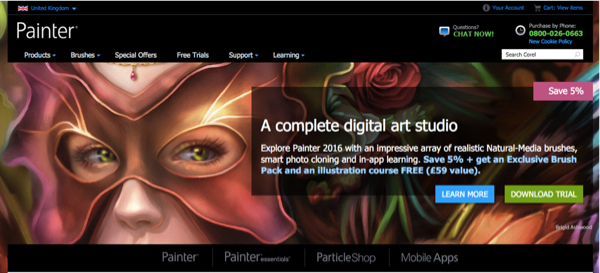 United Kingdom
Your Account
Cart: View Items
Painter®
Questions?
CHAT NOW!
Purchase by Phone:
0800-026-0663
New Cookie Policy
Products
Brushes
Special Offers
Free Trials
Support
Learning
Search Corel
Save 5%
A complete digital art studio
Explore Painter 2016 with an impressive array of realistic Natural-Media brushes,
smart photo cloning and in-app learning. Save 5% + get an Exclusive Brush
Pack and an illustration course FREE (£59 value).
LEARN MORE
DOWNLOAD TRIAL
Brigid Ashwood
Painter®
Painter essentials®
ParticleShop
Mobile Apps